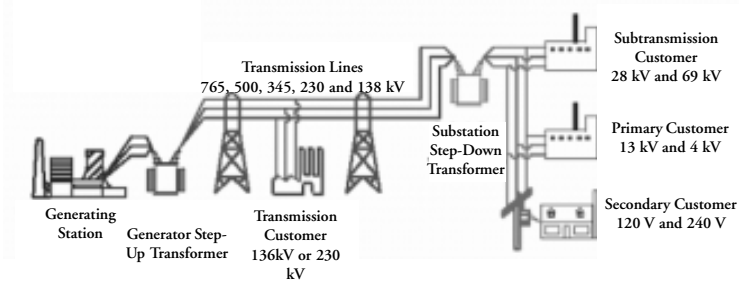 Subtransmission
Customer
28 kV and 69 kV
Transmission Lines
765, 500, 345, 230 and 138 kV
Substation
Step-Down
Transformer
Primary Customer
13 kV and 4 kV
Secondary Customer
120 V and 240 V
Generating
Station
Generator Step-
Up Transformer
Transmission
Customer
136kV or 230
kV